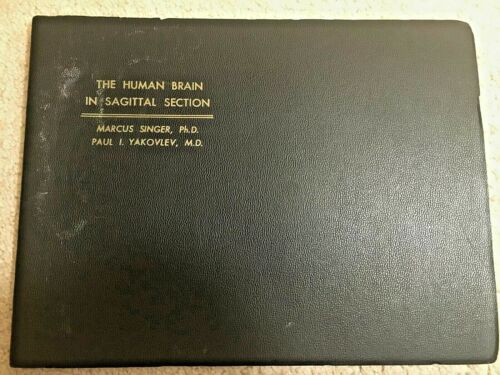 THE HUMAN BRAIN
IN SAGITTAL SECTION
MARCUS SINGER, Ph.D.
PAUL I. YAKOVLEV, M.D.